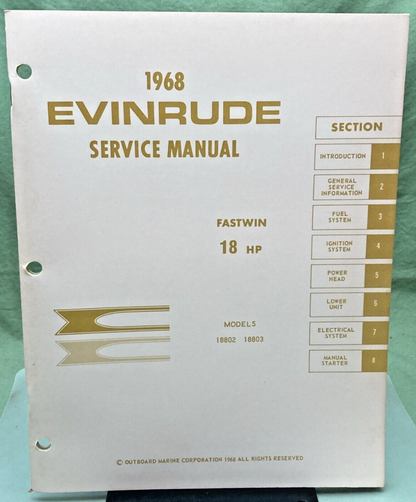 1968
EVINRUDE
SERVICE MANUAL
FASTWIN
18 HP
MODELS
18802 18803
SECTION
INTRODUCTION 1
GENERAL
SERVICE
INFORMATION 2
FUEL
SYSTEM 3
IGNITION
SYSTEM 4
POWER
HEAD 5
LOWER
UNIT 6
ELECTRICAL
SYSTEM 7
MANUAL
STARTER 8
© OUTBOARD MARINE CORPORATION 1968 ALL RIGHTS RESERVED